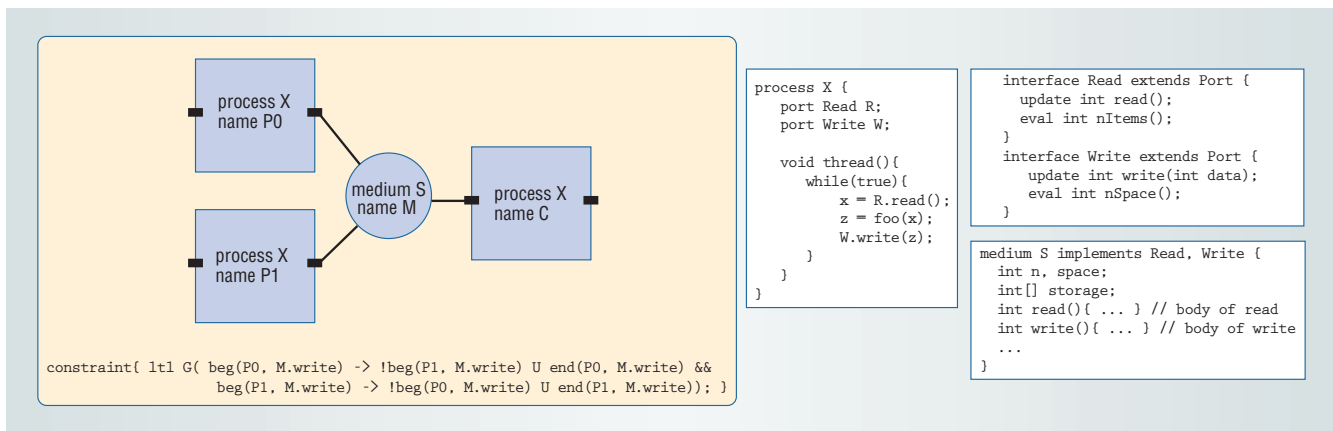 process X
name P0
medium S
name M
process X
name C
process X
name P1
constraint{ ltl G( beg(P0, M.write) -> !beg(P1, M.write) U end(P0, M.write) &&
beg(P1, M.write) -> !beg(P0, M.write) U end(P1, M.write)); }
process X {
port Read R;
port Write W;
void thread(){
while(true){
x = R.read();
z = foo(x);
W.write(z);
}
}
}
interface Read extends Port {
update int read();
eval int nItems();
}
interface Write extends Port {
update int write(int data);
eval int nSpace();
}
medium S implements Read, Write {
int n, space;
int[] storage;
int read(){ ... } // body of read
int write(){ ... } // body of write
...
}